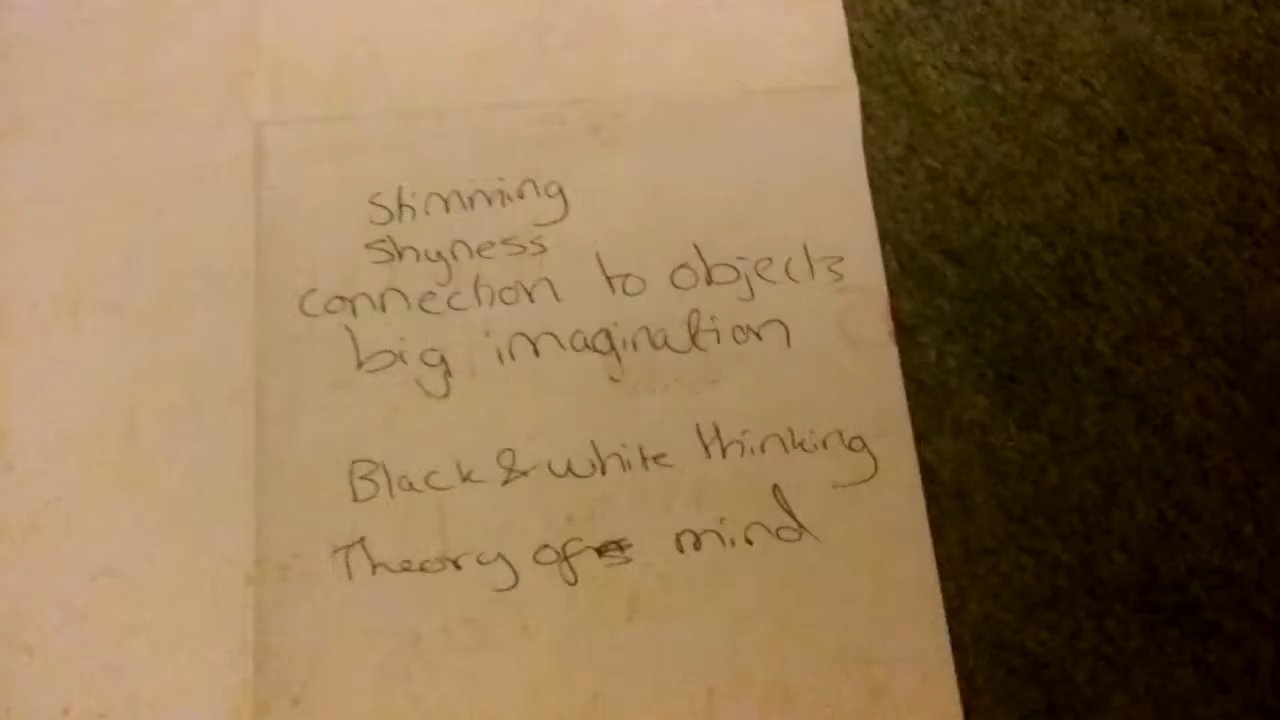 Stimming
shyness
connection to objects
big imagination
Black & white thinking
Theory of mind